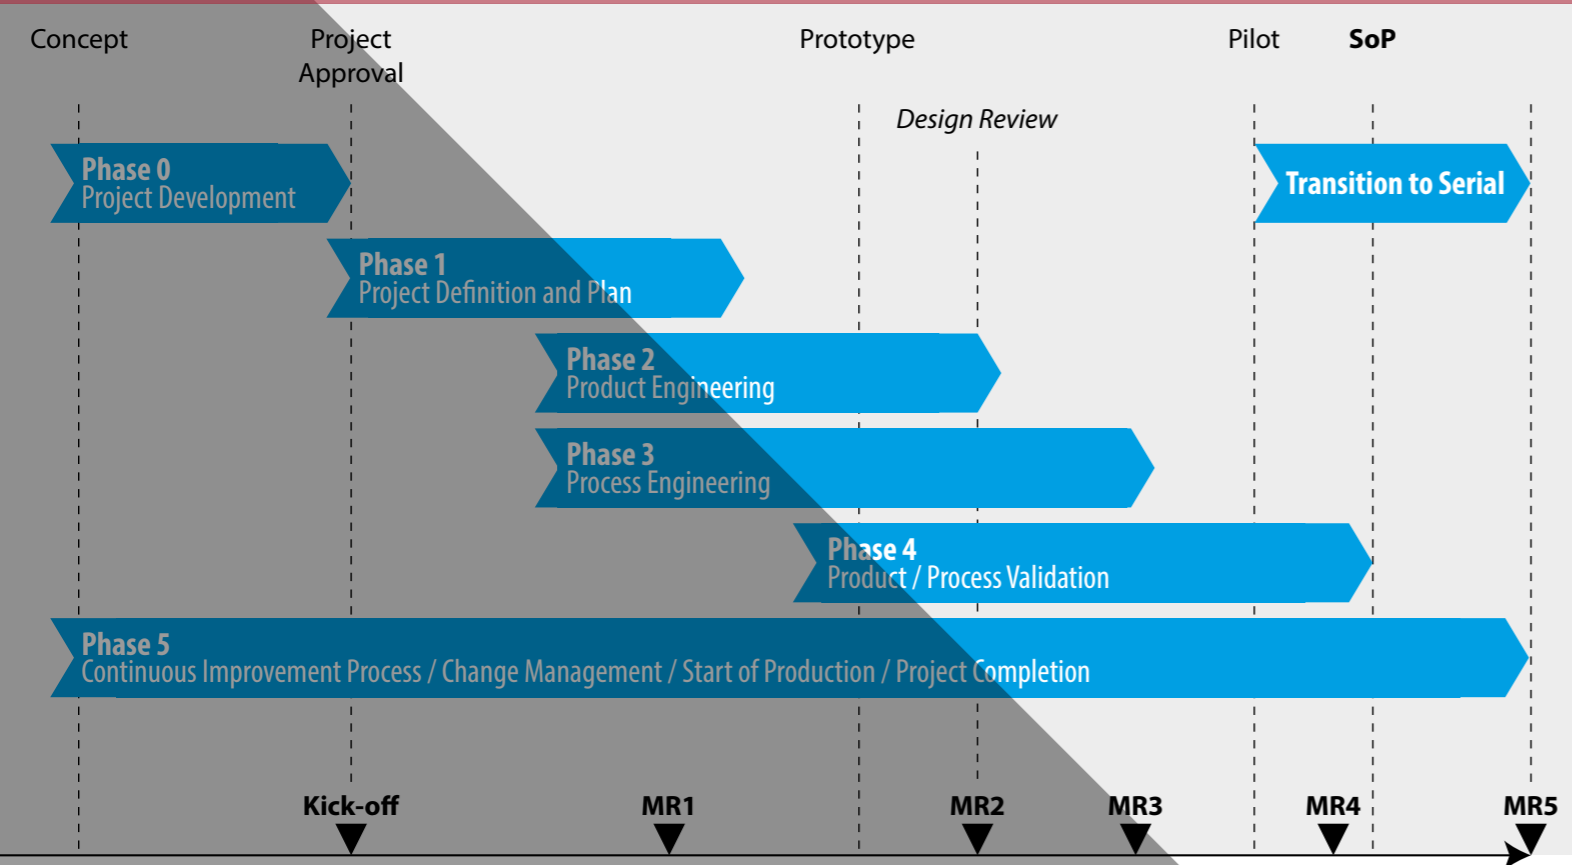 Concept
Project
Approval
Prototype
Pilot
SoP
Design Review
Phase 0
Project Development
Transition to Serial
Phase 1
Project Definition and Plan
Phase 2
Product Engineering
Phase 3
Process Engineering
Phase 4
Product / Process Validation
Phase 5
Continuous Improvement Process / Change Management / Start of Production / Project Completion
Kick-off
MR1
MR2
MR3
MR4
MR5